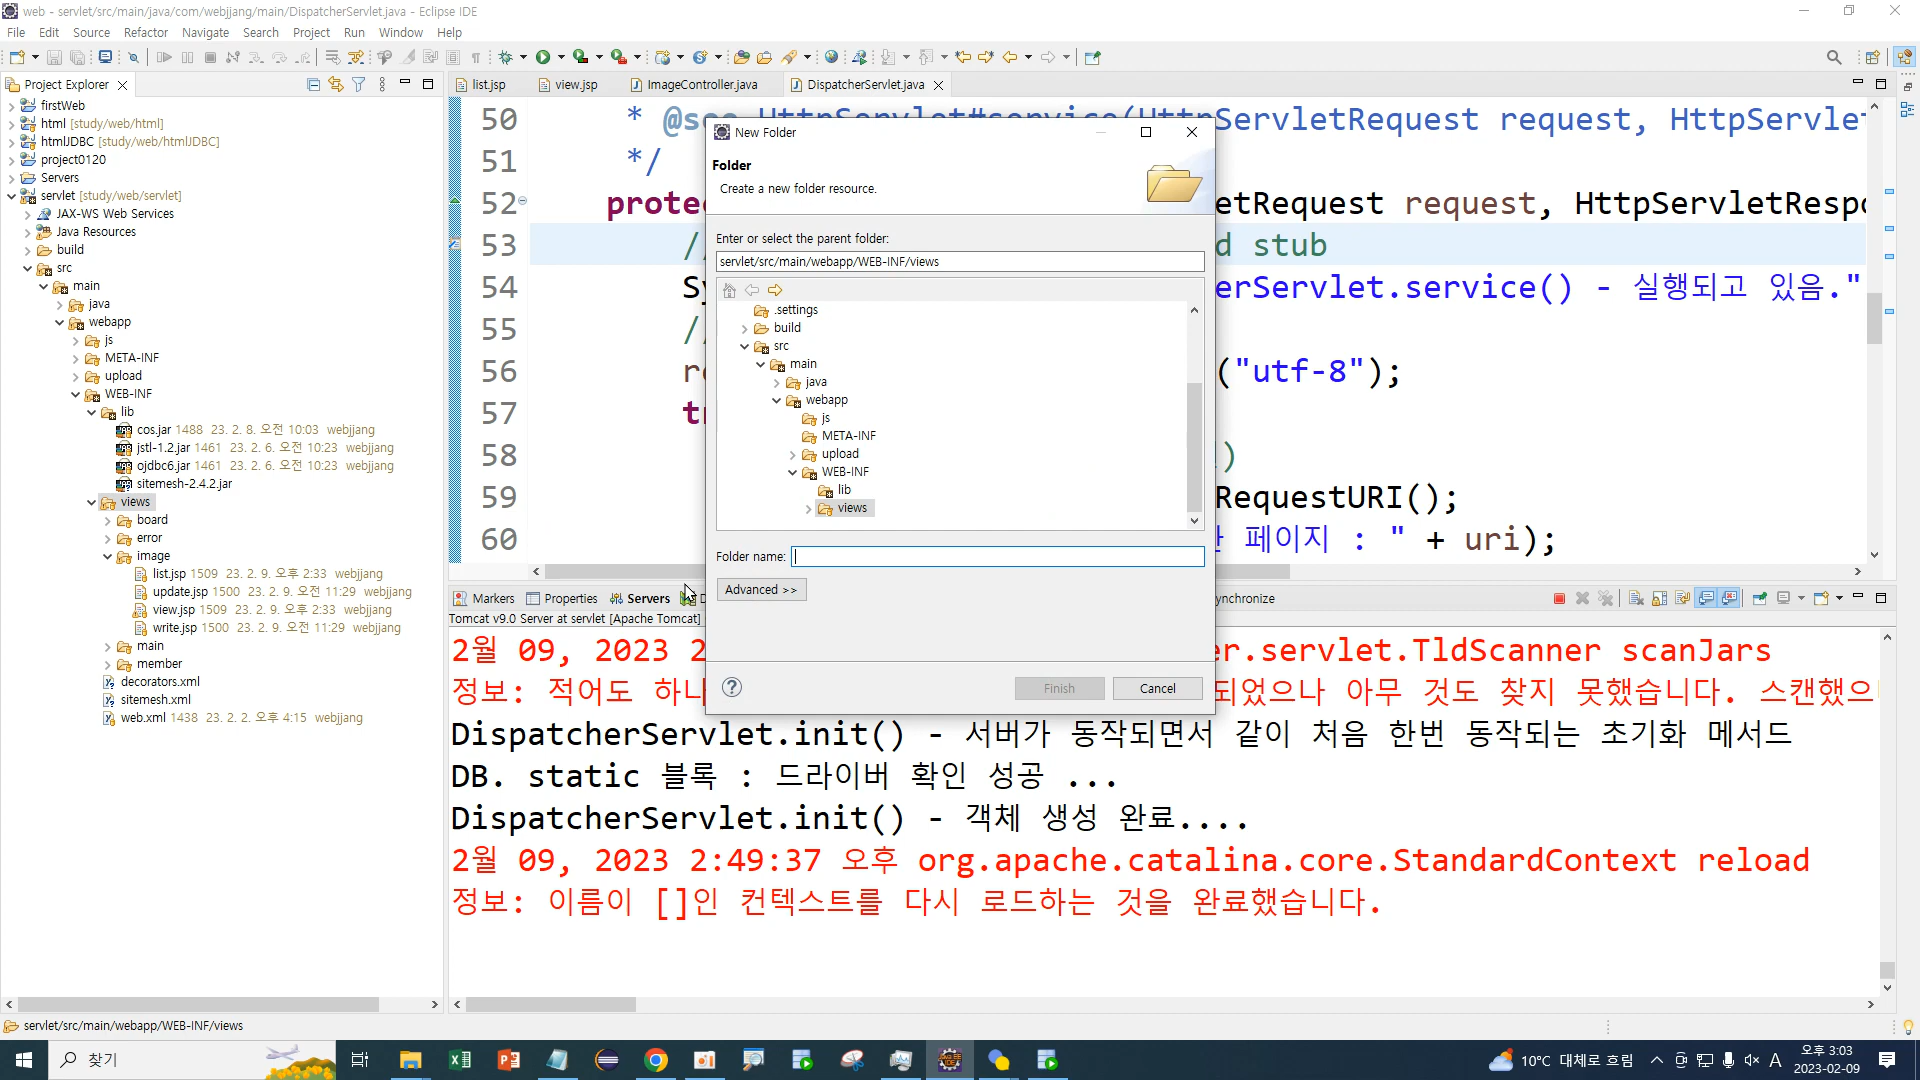 web - servlet/src/main/java/com/webjjang/main/DispatcherServlet.java - Eclipse IDE
File Edit Source Refactor Navigate Search Project Run Window Help
Project Explorer
firstWeb
html [study/web/html]
htmlJDBC [study/web/htmlJDBC]
project0120
Servers
servlet [study/web/servlet]
JAX-WS Web Services
Java Resources
build
src
main
java
webapp
js
META-INF
upload
WEB-INF
lib
cos.jar 1488 23. 2. 8. 오전 10:03 webjjang
jstl-1.2.jar 1461 23. 2. 6. 오전 10:23 webjjang
ojdbc6.jar 1461 23. 2. 6. 오전 10:23 webjjang
sitemesh-2.4.2.jar
views
board
error
image
list.jsp 1509 23. 2. 9. 오후 2:33 webjjang
update.jsp 1500 23. 2. 9. 오전 11:29 webjjang
view.jsp 1509 23. 2. 9. 오후 2:33 webjjang
write.jsp 1500 23. 2. 9. 오전 11:29 webjjang
main
member
decorators.xml
sitemesh.xml
web.xml 1438 23. 2. 2. 오후 4:15 webjjang
list.jsp view.jsp ImageController.java DispatcherServlet.java
50 * @see HttpServlet#service(HttpServletRequest request, HttpServlet
51 */
52 prote etRequest request, HttpServletRespo
53 // d stub
54 Sy erServlet.service() - 실행되고 있음."
55 //
56 re ("utf-8");
57 tr
58 )
59 RequestURI();
60 페이지 : " + uri);
New Folder
Folder
Create a new folder resource.
Enter or select the parent folder:
servlet/src/main/webapp/WEB-INF/views
.settings
build
src
main
java
webapp
js
META-INF
upload
WEB-INF
lib
views
Folder name:
Advanced >>
Finish Cancel
Markers Properties Servers D ynchronize
Tomcat v9.0 Server at servlet [Apache Tomcat]
2월 09, 2023 2 er.servlet.TldScanner scanJars
정보: 적어도 하나 되었으나 아무 것도 찾지 못했습니다. 스캔했으
DispatcherServlet.init() - 서버가 동작되면서 같이 처음 한번 동작되는 초기화 메서드
DB. static 블록 : 드라이버 확인 성공 ...
DispatcherServlet.init() - 객체 생성 완료....
2월 09, 2023 2:49:37 오후 org.apache.catalina.core.StandardContext reload
정보: 이름이 []인 컨텍스트를 다시 로드하는 것을 완료했습니다.
servlet/src/main/webapp/WEB-INF/views
찾기
10°C 대체로 흐림
A
오후 3:03
2023-02-09